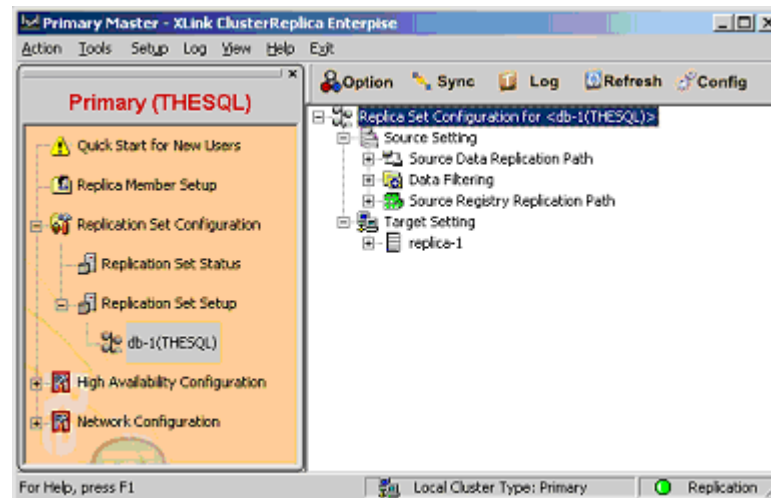 Primary Master - XLink ClusterReplica Enterpise
Action Tools Setup Log View Help Exit
Primary (THESQL)
Quick Start for New Users
Replica Member Setup
Replication Set Configuration
Replication Set Status
Replication Set Setup
db-1(THESQL)
High Availability Configuration
Network Configuration
Option Sync Log Refresh Config
Replica Set Configuration for <db-1(THESQL)>
Source Setting
Source Data Replication Path
Data Filtering
Source Registry Replication Path
Target Setting
replica-1
For Help, press F1
Local Cluster Type: Primary
Replication